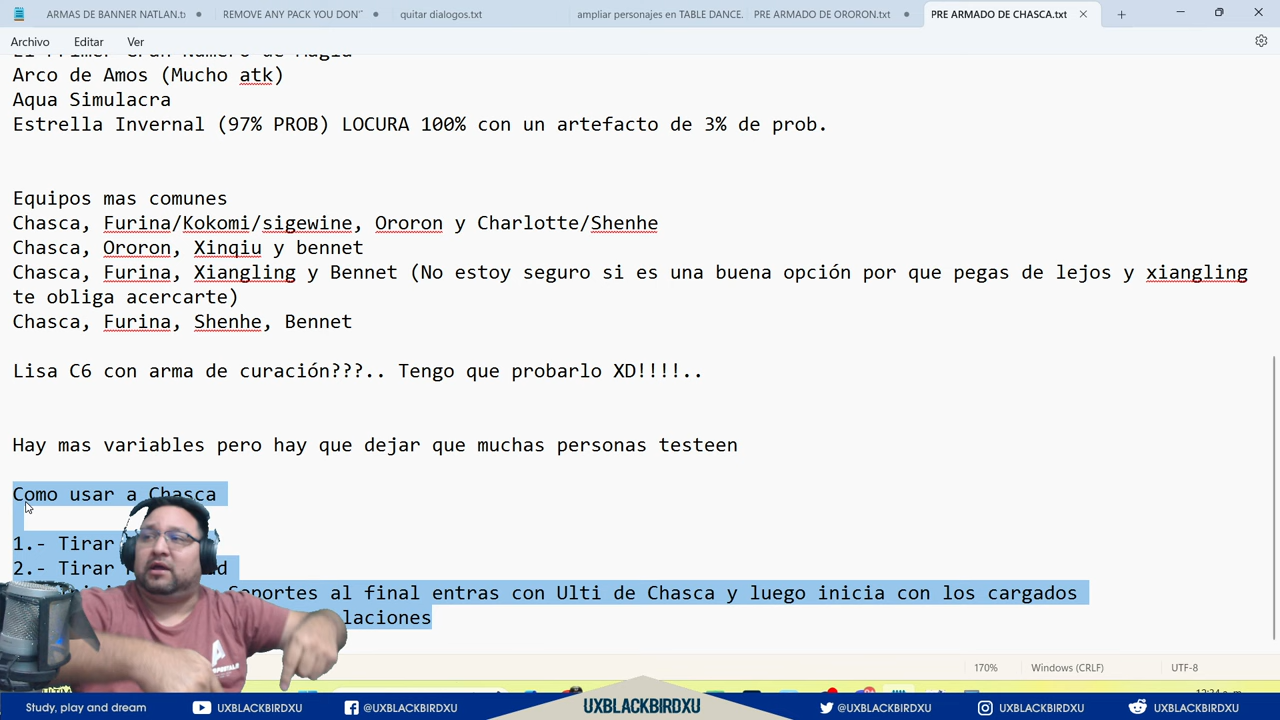 ARMAS DE BANNER NATLAN.tx
REMOVE ANY PACK YOU DON'
quitar dialogos.txt
ampliar personajes en TABLE DANCE.
PRE ARMADO DE ORORON.txt
PRE ARMADO DE CHASCA.txt
Archivo
Editar
Ver
Arco de Amos (Mucho atk)
Aqua Simulacra
Estrella Invernal (97% PROB) LOCURA 100% con un artefacto de 3% de prob.
Equipos mas comunes
Chasca, Furina/Kokomi/sigewine, Ororon y Charlotte/Shenhe
Chasca, Ororon, Xinqiu y bennet
Chasca, Furina, Xiangling y Bennet (No estoy seguro si es una buena opción por que pegas de lejos y xiangling
te obliga acercarte)
Chasca, Furina, Shenhe, Bennet
Lisa C6 con arma de curación???.. Tengo que probarlo XD!!!!..
Hay mas variables pero hay que dejar que muchas personas testeen
Como usar a Chasca
1.- Tirar
2.- Tirar
Soportes al final entras con Ulti de Chasca y luego inicia con los cargados
170%
Windows (CRLF)
UTF-8
Study, play and dream
UXBLACKBIRDXU
@UXBLACKBIRDXU
UXBLACKBIRDXU
@UXBLACKBIRDXU
UXBLACKBIRDXU
UXBLACKBIRDXU